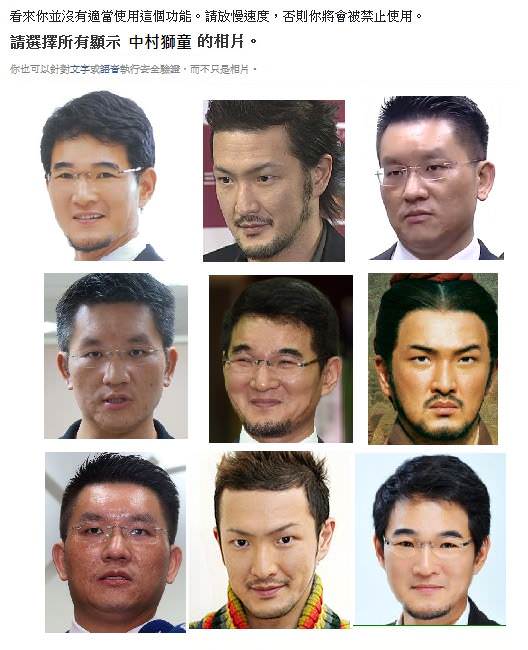 看來你並沒有適當使用這個功能。請放慢速度，否則你將會被禁止使用。
請選擇所有顯示 中村獅童 的相片。
你也可以針對文字或語音執行安全驗證，而不只是相片。